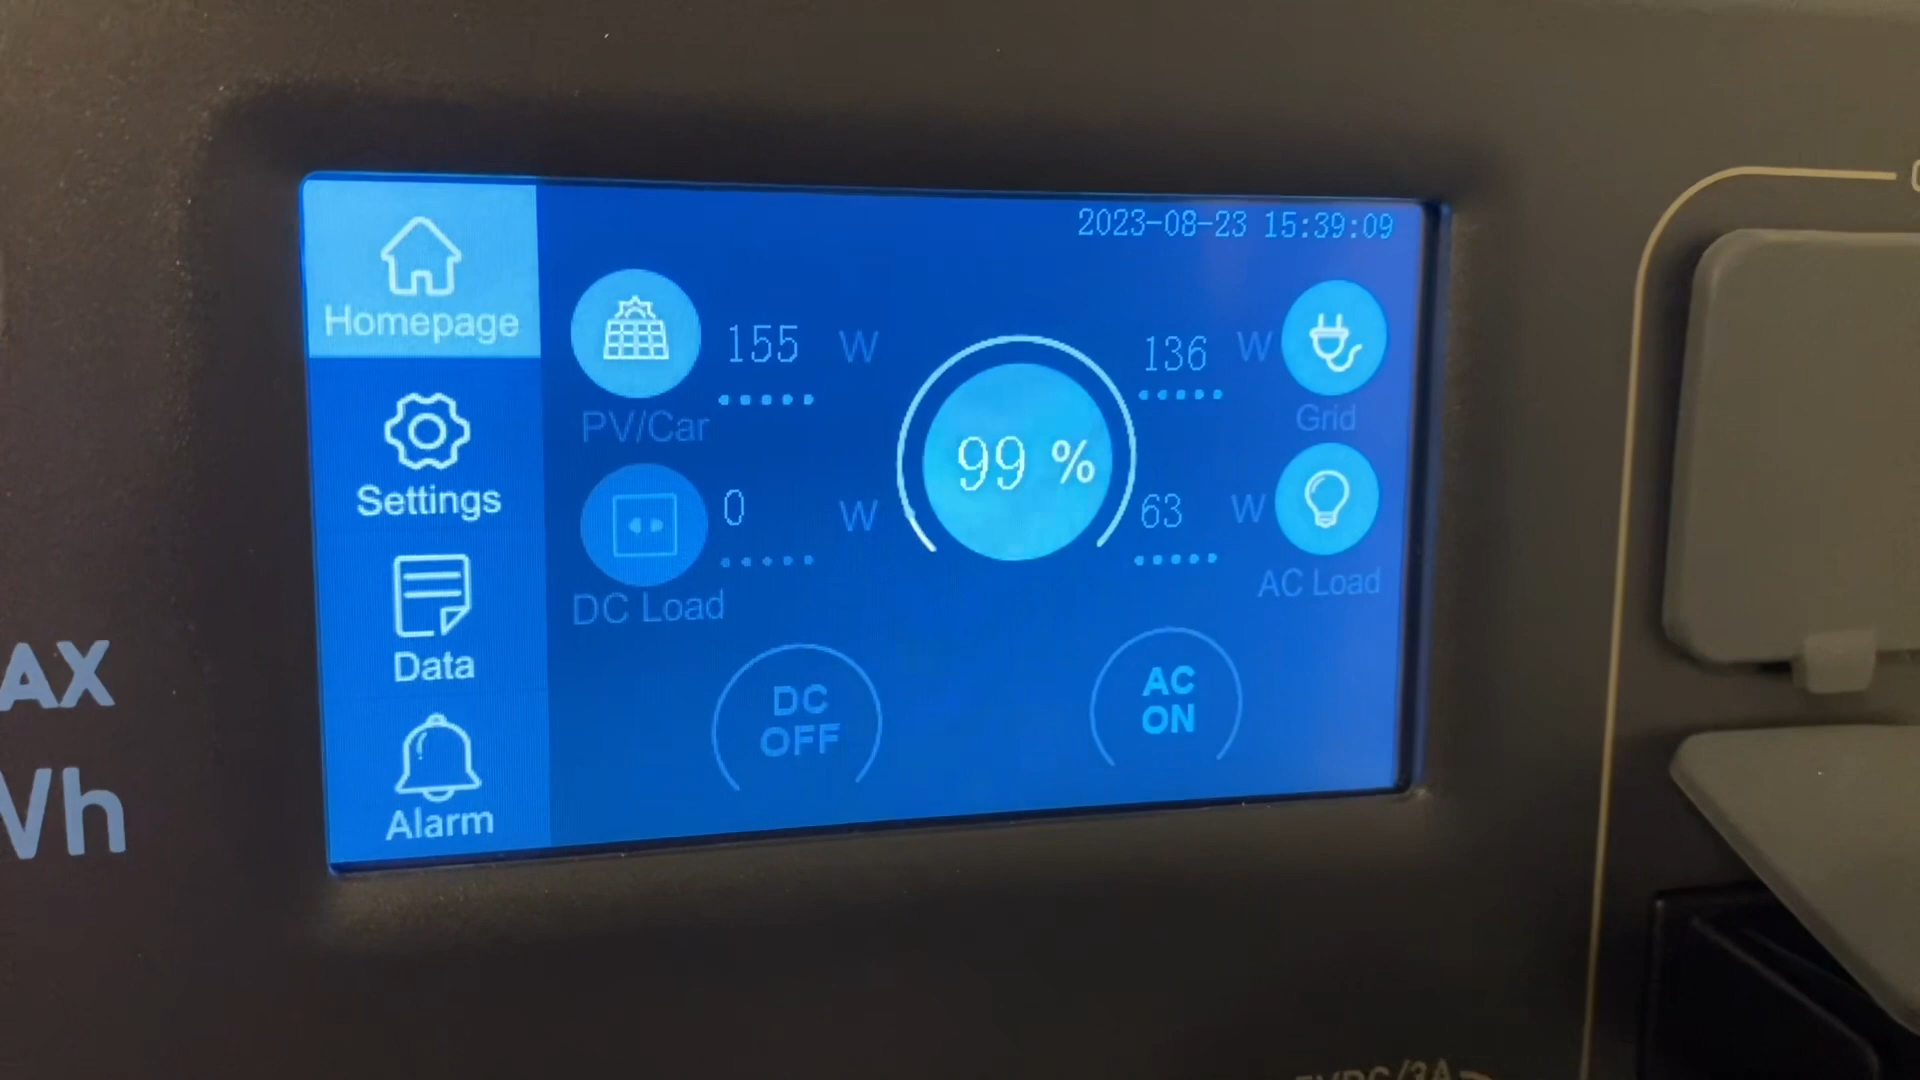 2023-08-23 15:39:09
Homepage
155 W
136 W
PV/Car
Grid
99 %
Settings
0 W
63 W
DC Load
AC Load
Data
DC
OFF
AC
ON
Alarm
AX
Wh